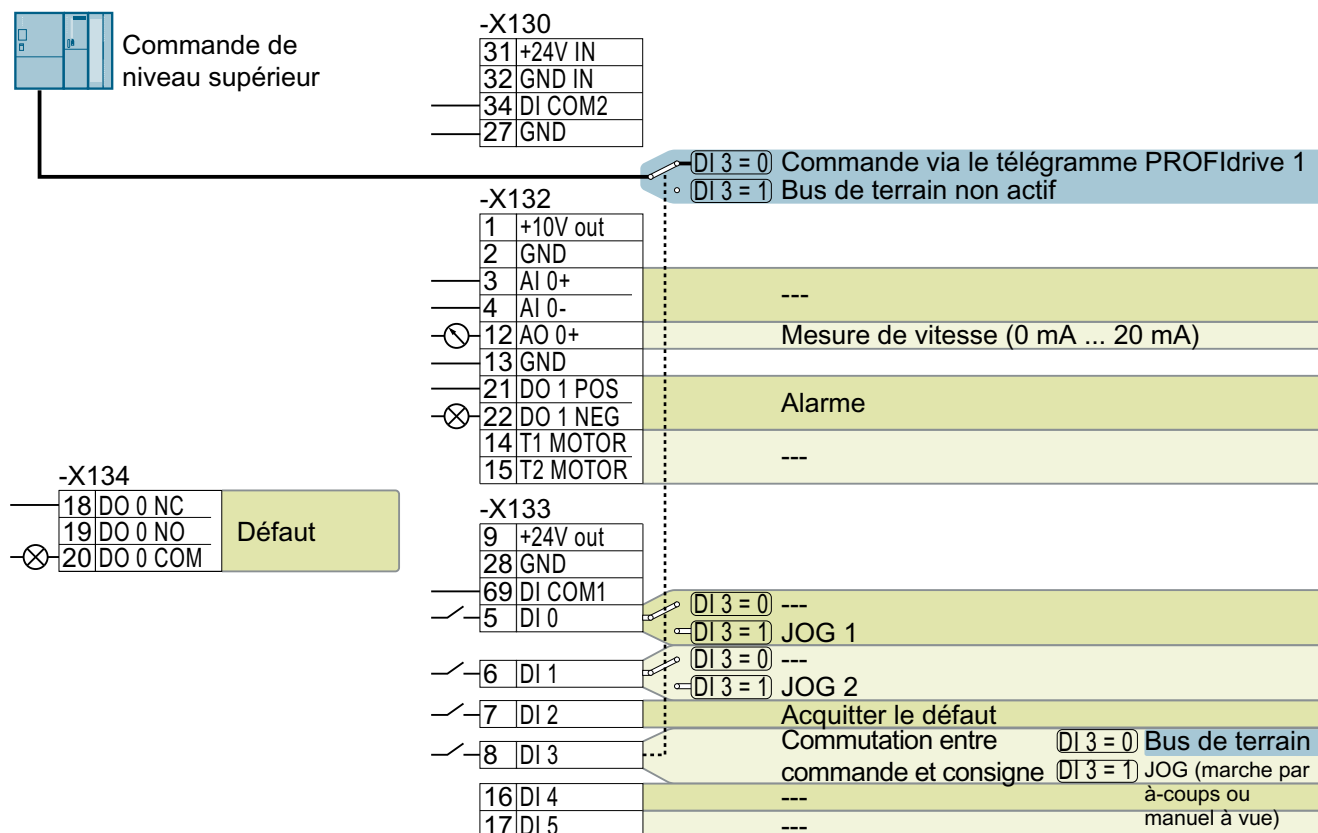 Commande de
niveau supérieur
-X130
31 +24V IN
32 GND IN
34 DI COM2
27 GND
DI 3 = 0 Commande via le télégramme PROFIdrive 1
DI 3 = 1 Bus de terrain non actif
-X132
1 +10V out
2 GND
3 AI 0+
4 AI 0-
---
12 AO 0+ Mesure de vitesse (0 mA ... 20 mA)
13 GND
21 DO 1 POS
22 DO 1 NEG
Alarme
14 T1 MOTOR
15 T2 MOTOR
---
-X134
18 DO 0 NC
19 DO 0 NO
20 DO 0 COM
Défaut
-X133
9 +24V out
28 GND
69 DI COM1
5 DI 0
DI 3 = 0 ---
DI 3 = 1 JOG 1
6 DI 1
DI 3 = 0 ---
DI 3 = 1 JOG 2
7 DI 2 Acquitter le défaut
8 DI 3
Commutation entre
commande et consigne
DI 3 = 0 Bus de terrain
DI 3 = 1 JOG (marche par
à-coups ou
manuel à vue)
16 DI 4 ---
17 DI 5 ---